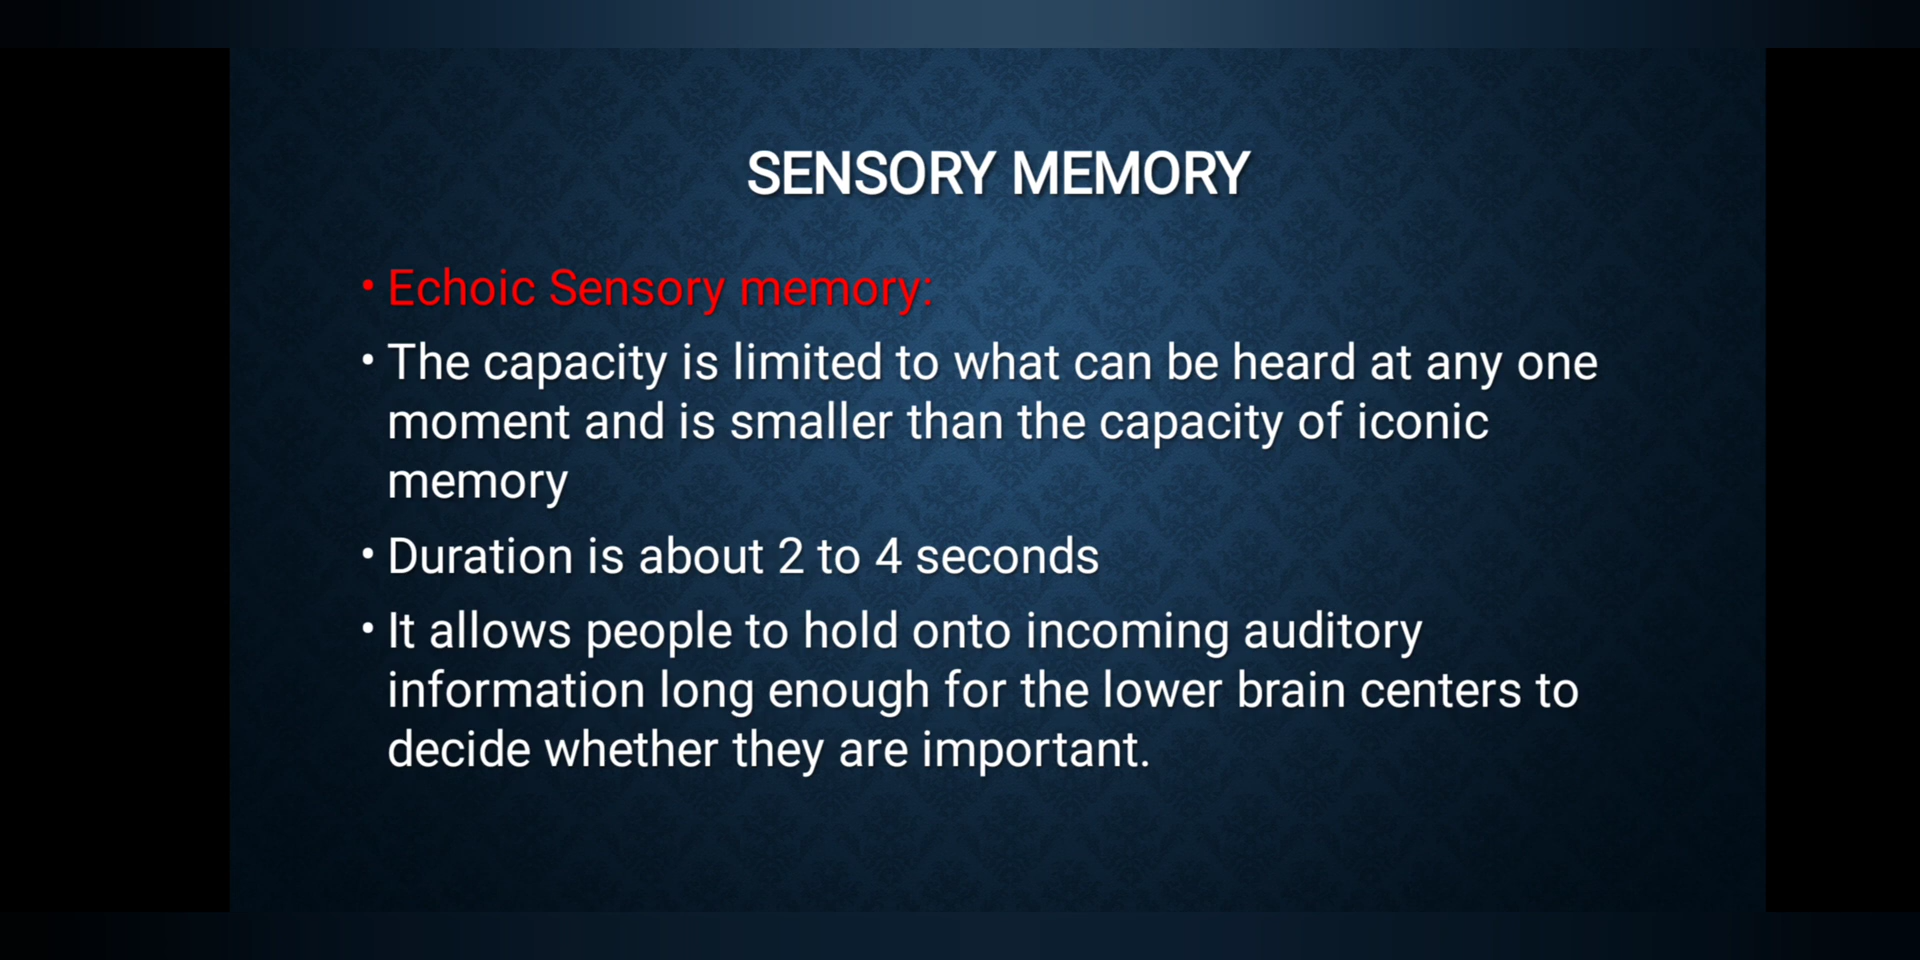 SENSORY MEMORY
• Echoic Sensory memory:
• The capacity is limited to what can be heard at any one
moment and is smaller than the capacity of iconic
memory
• Duration is about 2 to 4 seconds
• It allows people to hold onto incoming auditory
information long enough for the lower brain centers to
decide whether they are important.